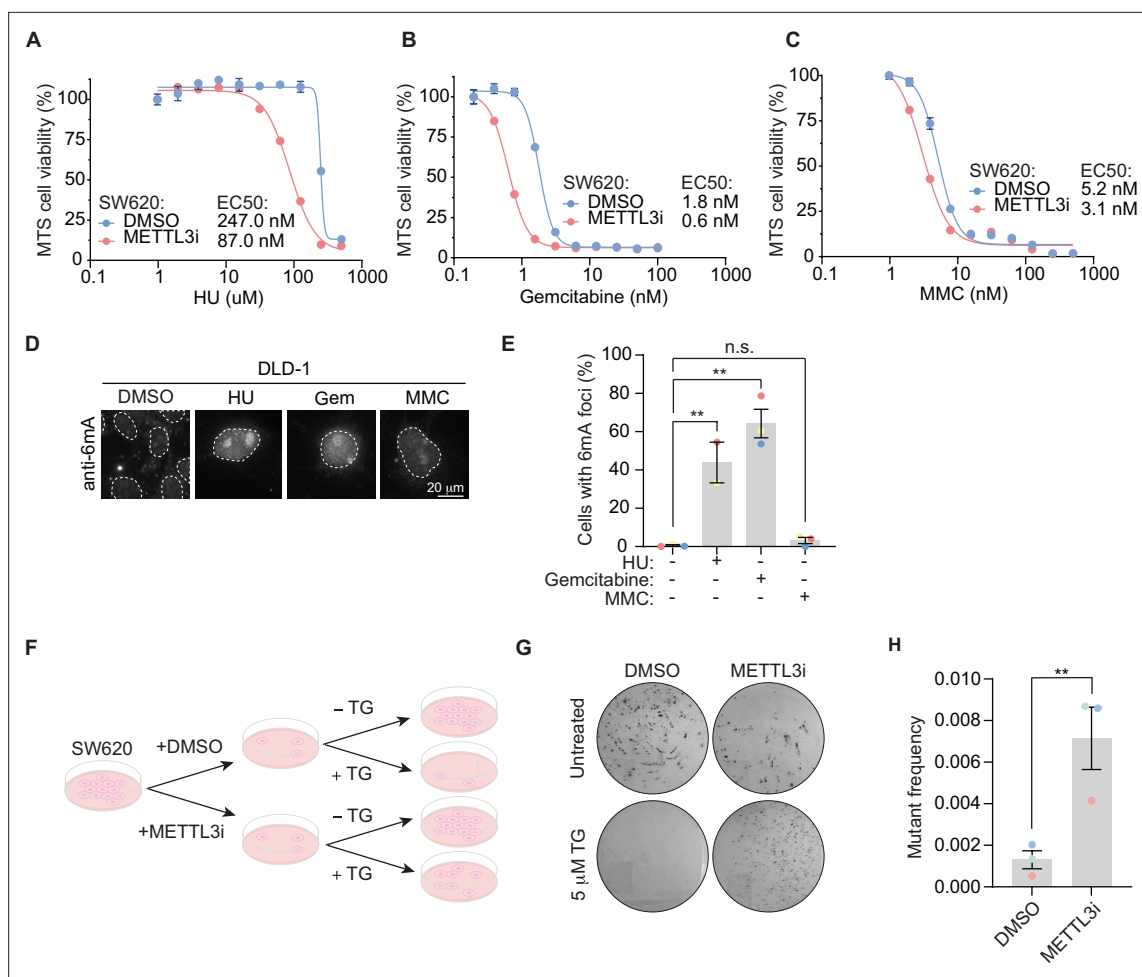 A
MTS cell viability (%)
100
75
50
25
0
0.1
10
1000
HU (uM)
SW620:
EC50:
DMSO
247.0 nM
METTL3i
87.0 nM
B
MTS cell viability (%)
125
100
75
50
25
0
0.1
1
10
100
1000
Gemcitabine (nM)
SW620:
EC50:
DMSO
1.8 nM
METTL3i
0.6 nM
C
MTS cell viability (%)
100
75
50
25
0
0.1
1
10
100
1000
MMC (nM)
SW620:
EC50:
DMSO
5.2 nM
METTL3i
3.1 nM
D
DLD-1
DMSO
HU
Gem
MMC
anti-6mA
20 μm
E
Cells with 6mA foci (%)
100
80
60
40
20
0
n.s.
**
**
HU: - + - -
Gemcitabine: - - + -
MMC: - - - +
F
SW620
+DMSO
+METTL3i
– TG
+ TG
– TG
+ TG
G
DMSO
METTL3i
Untreated
5 μM TG
H
Mutant frequency
0.010
0.008
0.006
0.004
0.002
0.000
**
DMSO
METTL3i